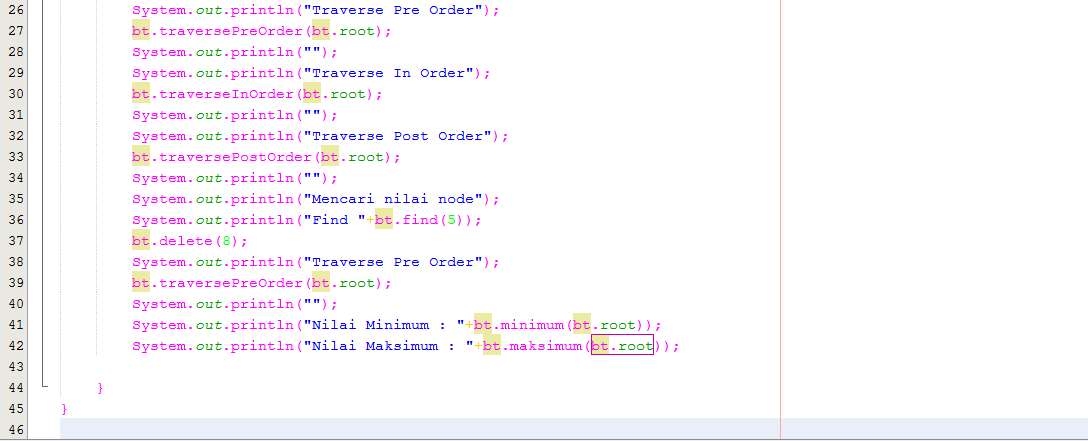 26 System.out.println("Traverse Pre Order");
27 bt.traversePreOrder(bt.root);
28 System.out.println("");
29 System.out.println("Traverse In Order");
30 bt.traverseInOrder(bt.root);
31 System.out.println("");
32 System.out.println("Traverse Post Order");
33 bt.traversePostOrder(bt.root);
34 System.out.println("");
35 System.out.println("Mencari nilai node");
36 System.out.println("Find "+bt.find(5));
37 bt.delete(8);
38 System.out.println("Traverse Pre Order");
39 bt.traversePreOrder(bt.root);
40 System.out.println("");
41 System.out.println("Nilai Minimum : "+bt.minimum(bt.root));
42 System.out.println("Nilai Maksimum : "+bt.maksimum(bt.root));
43
44 }
45 }
46